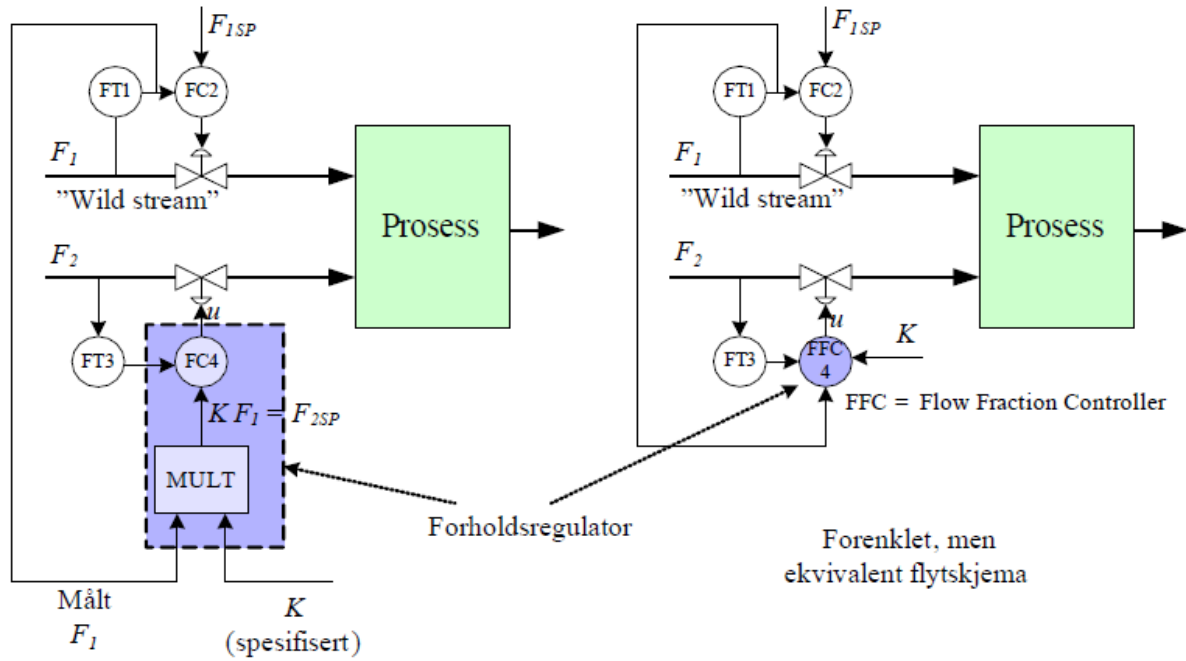 F1SP
FT1
FC2
F1
”Wild stream”
Prosess
F2
u
FT3
FC4
K F1 = F2SP
MULT
Målt
F1
K
(spesifisert)
Forholdsregulator
F1SP
FT1
FC2
F1
”Wild stream”
Prosess
F2
u
FT3
FFC
4
K
FFC = Flow Fraction Controller
Forenklet, men
ekvivalent flytskjema